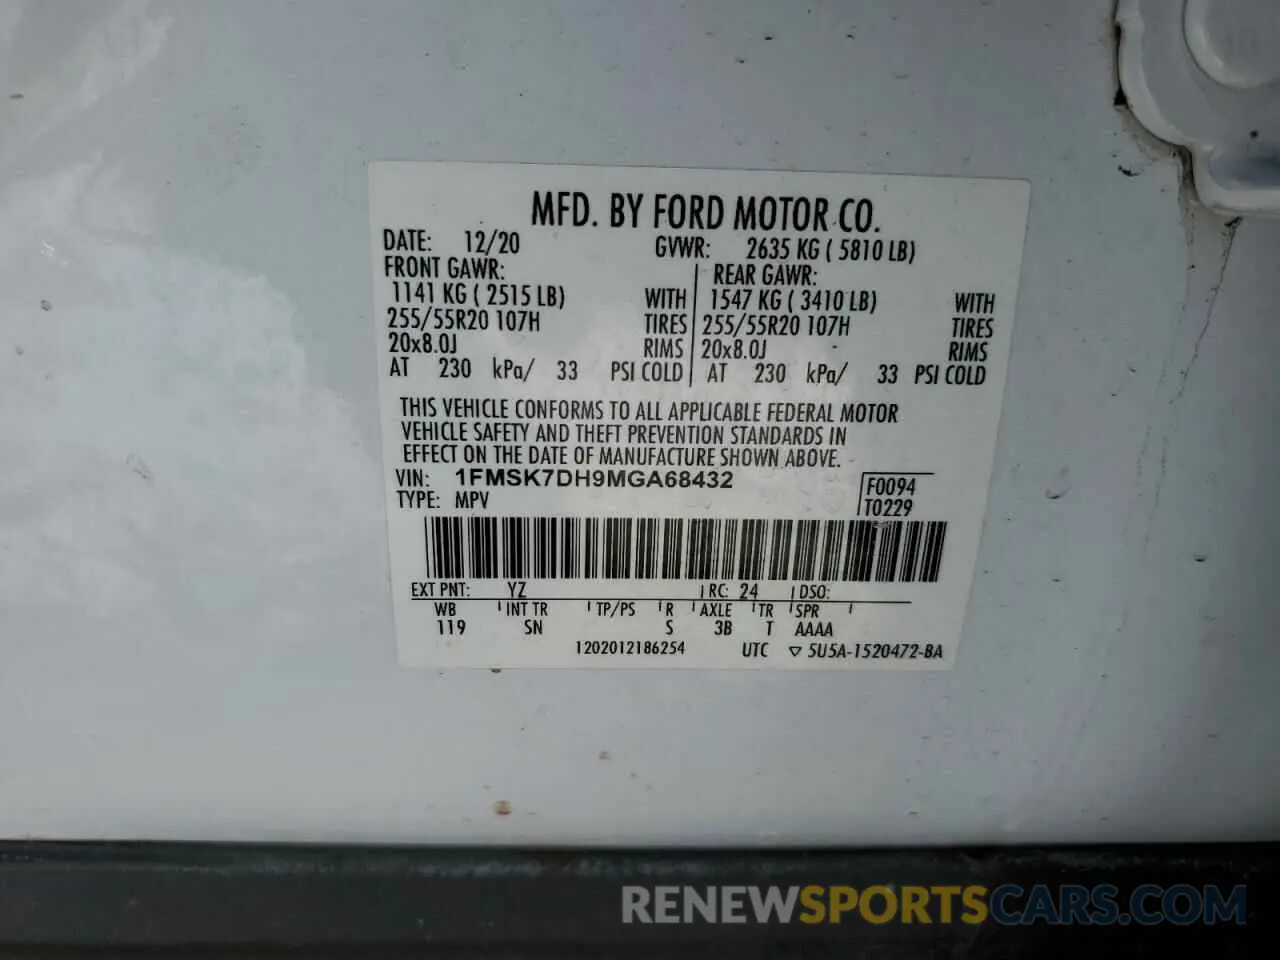 MFD. BY FORD MOTOR CO.
DATE: 12/20 GVWR: 2635 KG ( 5810 LB)
FRONT GAWR: REAR GAWR:
1141 KG ( 2515 LB) WITH 1547 KG ( 3410 LB) WITH
255/55R20 107H TIRES 255/55R20 107H TIRES
20x8.0J RIMS 20x8.0J RIMS
AT 230 kPa/ 33 PSI COLD AT 230 kPa/ 33 PSI COLD
THIS VEHICLE CONFORMS TO ALL APPLICABLE FEDERAL MOTOR
VEHICLE SAFETY AND THEFT PREVENTION STANDARDS IN
EFFECT ON THE DATE OF MANUFACTURE SHOWN ABOVE.
VIN: 1FMSK7DH9MGA68432 F0094
TYPE: MPV T0229
EXT PNT: YZ RC: 24 DSO:
WB INT TR TP/PS R AXLE TR SPR
119 SN S 3B T AAAA
1202012186254 UTC ▽ 5U5A-1520472-BA
RENEWSPORTSCARS.COM